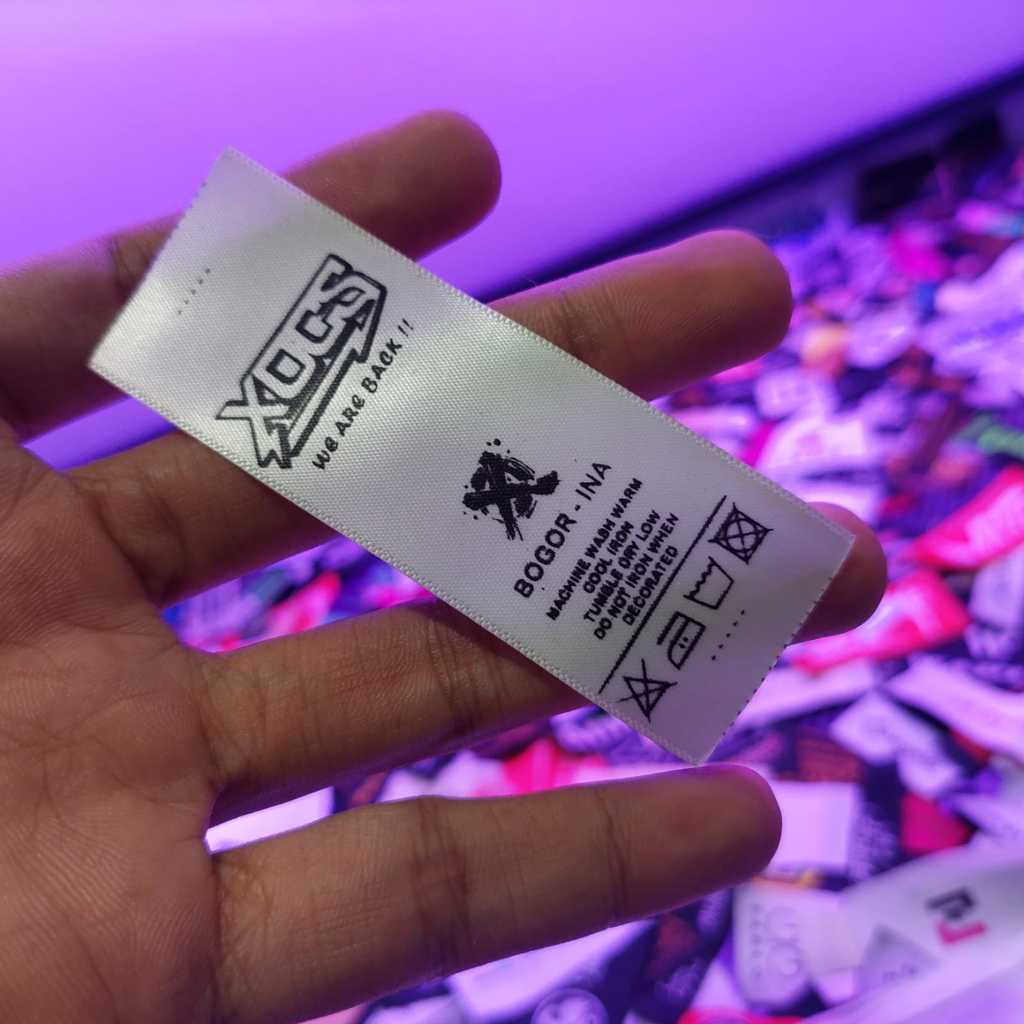 XOCS
WE ARE BACK !!
BOGOR - INA
MACHINE WASH WARM
COOL IRON
TUMBLE DRY LOW
DO NOT IRON WHEN
DECORATED